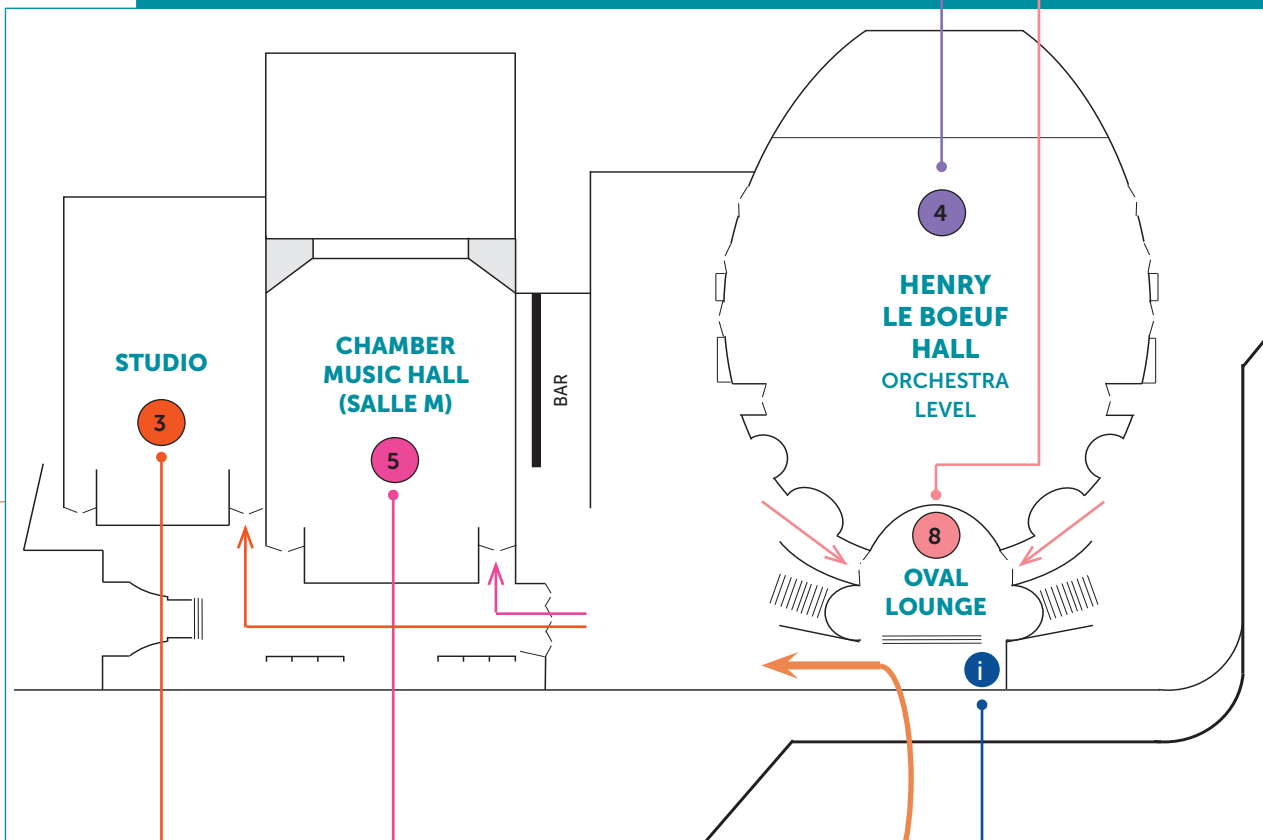 STUDIO
3
CHAMBER
MUSIC HALL
(SALLE M)
5
BAR
4
HENRY
LE BOEUF
HALL
ORCHESTRA
LEVEL
8
OVAL
LOUNGE
i